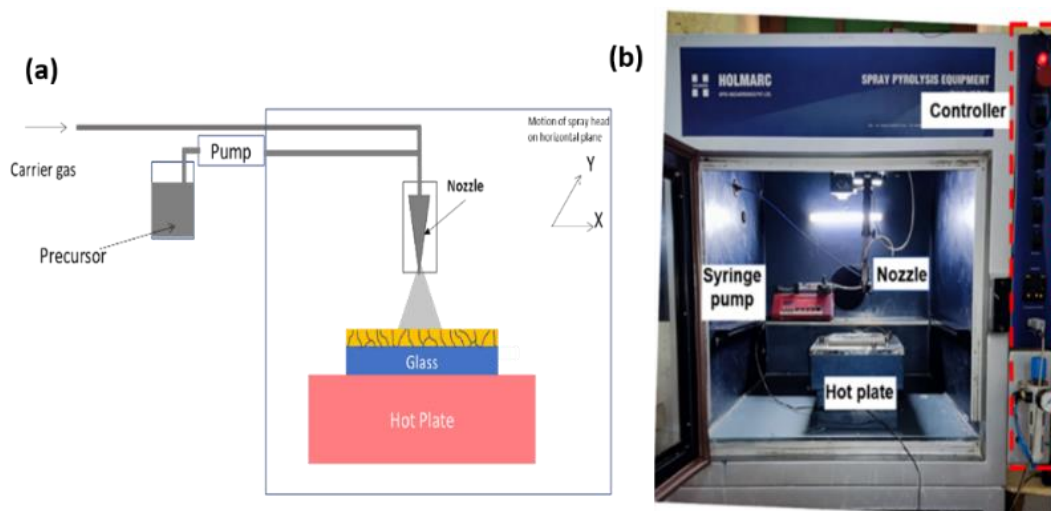 (a)
Motion of spray head
on horizontal plane
Y
X
Carrier gas
Pump
Nozzle
Precursor
Glass
Hot Plate
(b)
HOLMARC
SPRAY PYROLYSIS EQUIPMENT
Controller
Syringe
pump
Nozzle
Hot plate